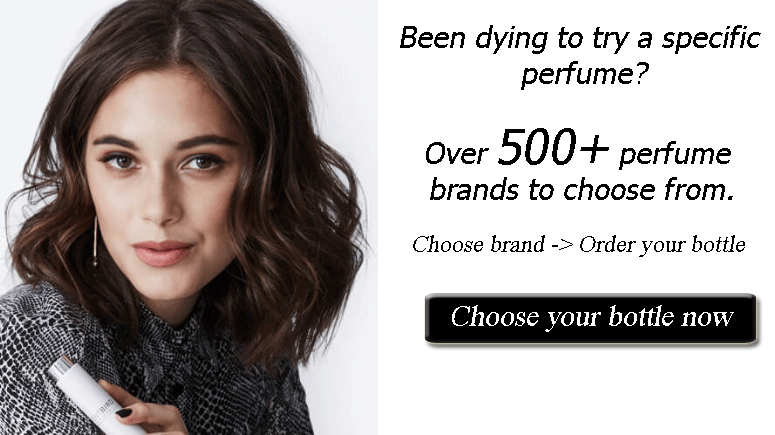 Been dying to try a specific
perfume?
Over 500+ perfume
brands to choose from.
Choose brand -> Order your bottle
Choose your bottle now
BIRD